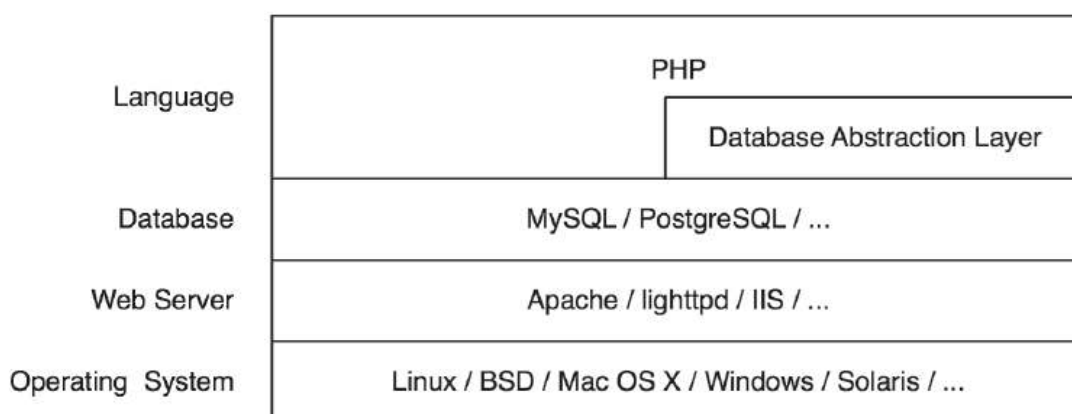 PHP
Language
Database Abstraction Layer
Database MySQL / PostgreSQL / ...
Web Server Apache / lighttpd / IIS / ...
Operating System Linux / BSD / Mac OS X / Windows / Solaris / ...